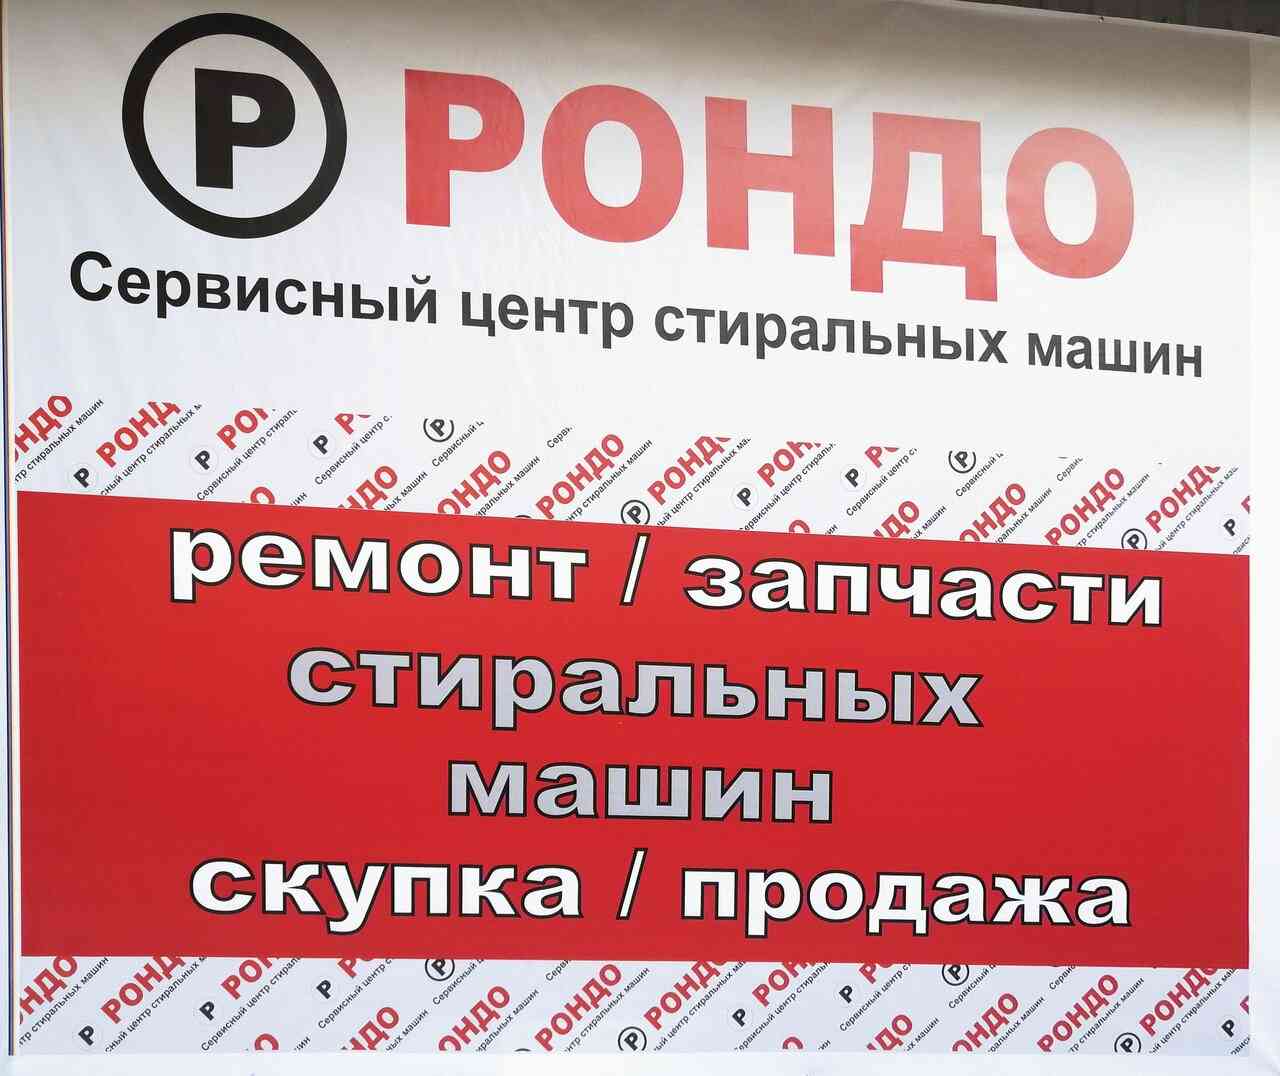 Р РОНДО
Сервисный центр стиральных машин
ремонт / запчасти
стиральных
машин
скупка / продажа